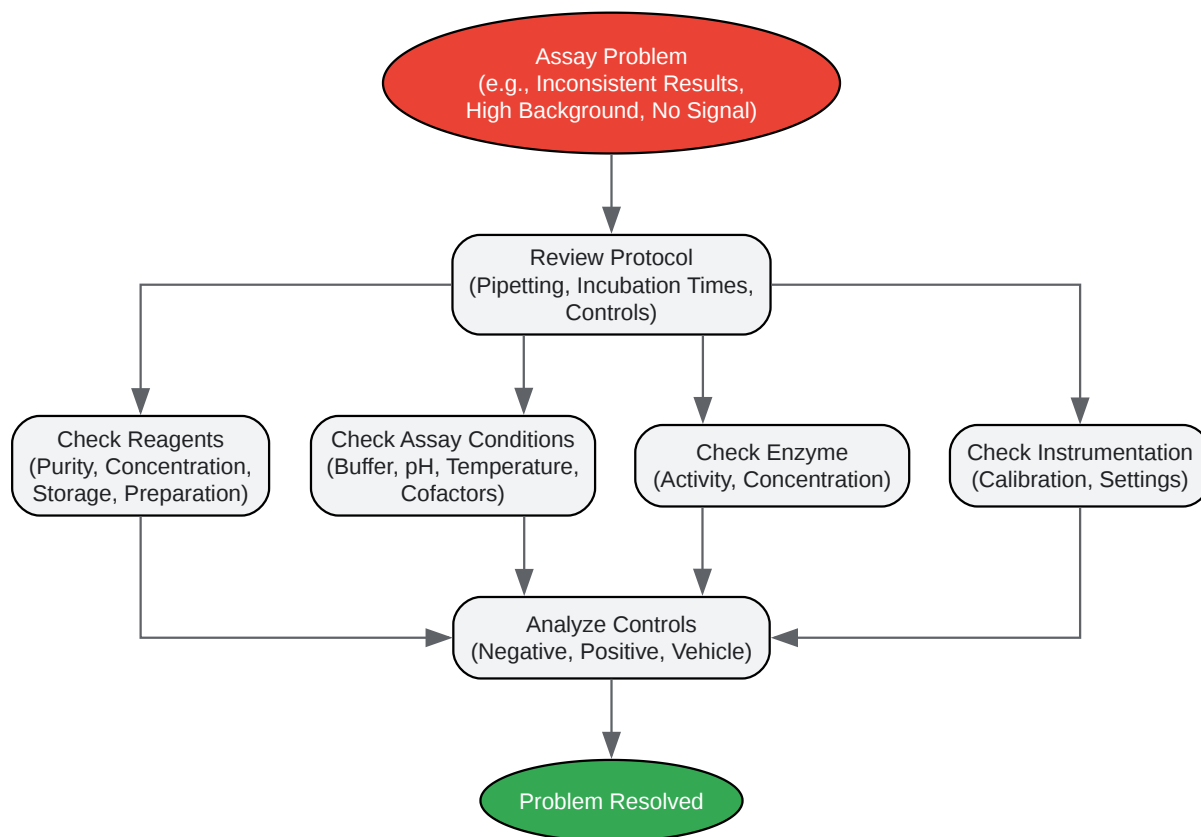 Assay Problem
(e.g., Inconsistent Results,
High Background, No Signal)
Review Protocol
(Pipetting, Incubation Times,
Controls)
Check Reagents
(Purity, Concentration,
Storage, Preparation)
Check Assay Conditions
(Buffer, pH, Temperature,
Cofactors)
Check Enzyme
(Activity, Concentration)
Check Instrumentation
(Calibration, Settings)
Analyze Controls
(Negative, Positive, Vehicle)
Problem Resolved